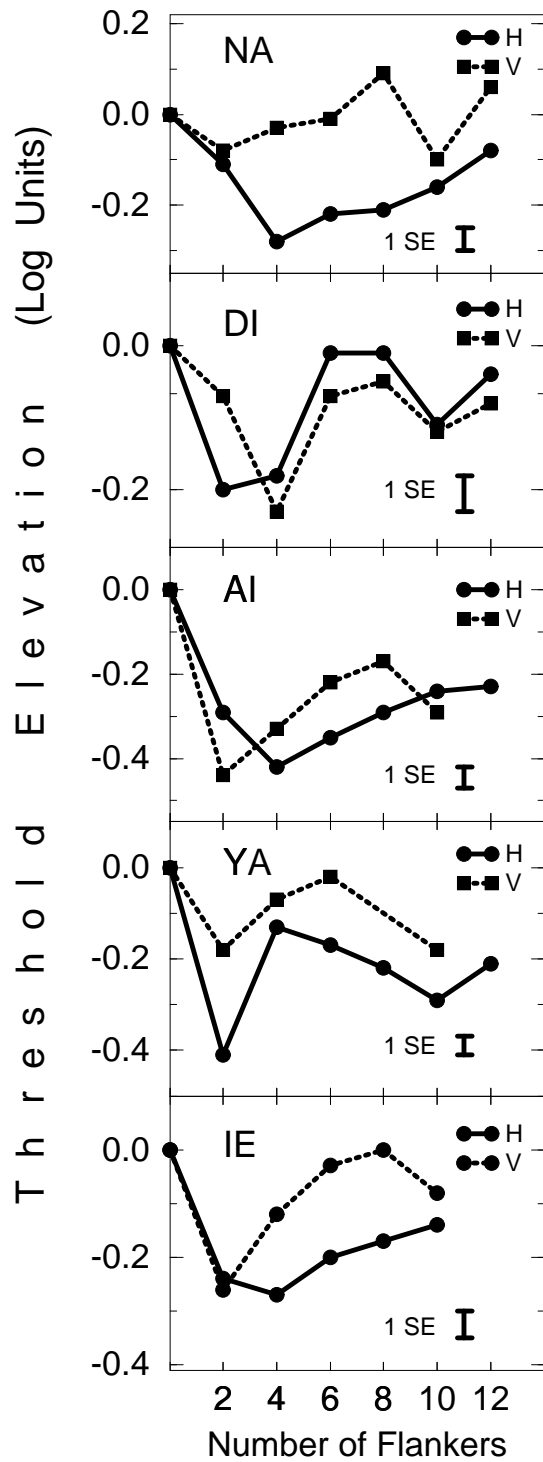 Threshold Elevation (Log Units)
0.2
0.0
-0.2
NA
H
V
1 SE
0.0
-0.2
DI
H
V
1 SE
0.0
-0.2
-0.4
AI
H
V
1 SE
0.0
-0.2
-0.4
YA
H
V
1 SE
0.0
-0.2
-0.4
IE
H
V
1 SE
2 4 6 8 10 12
Number of Flankers